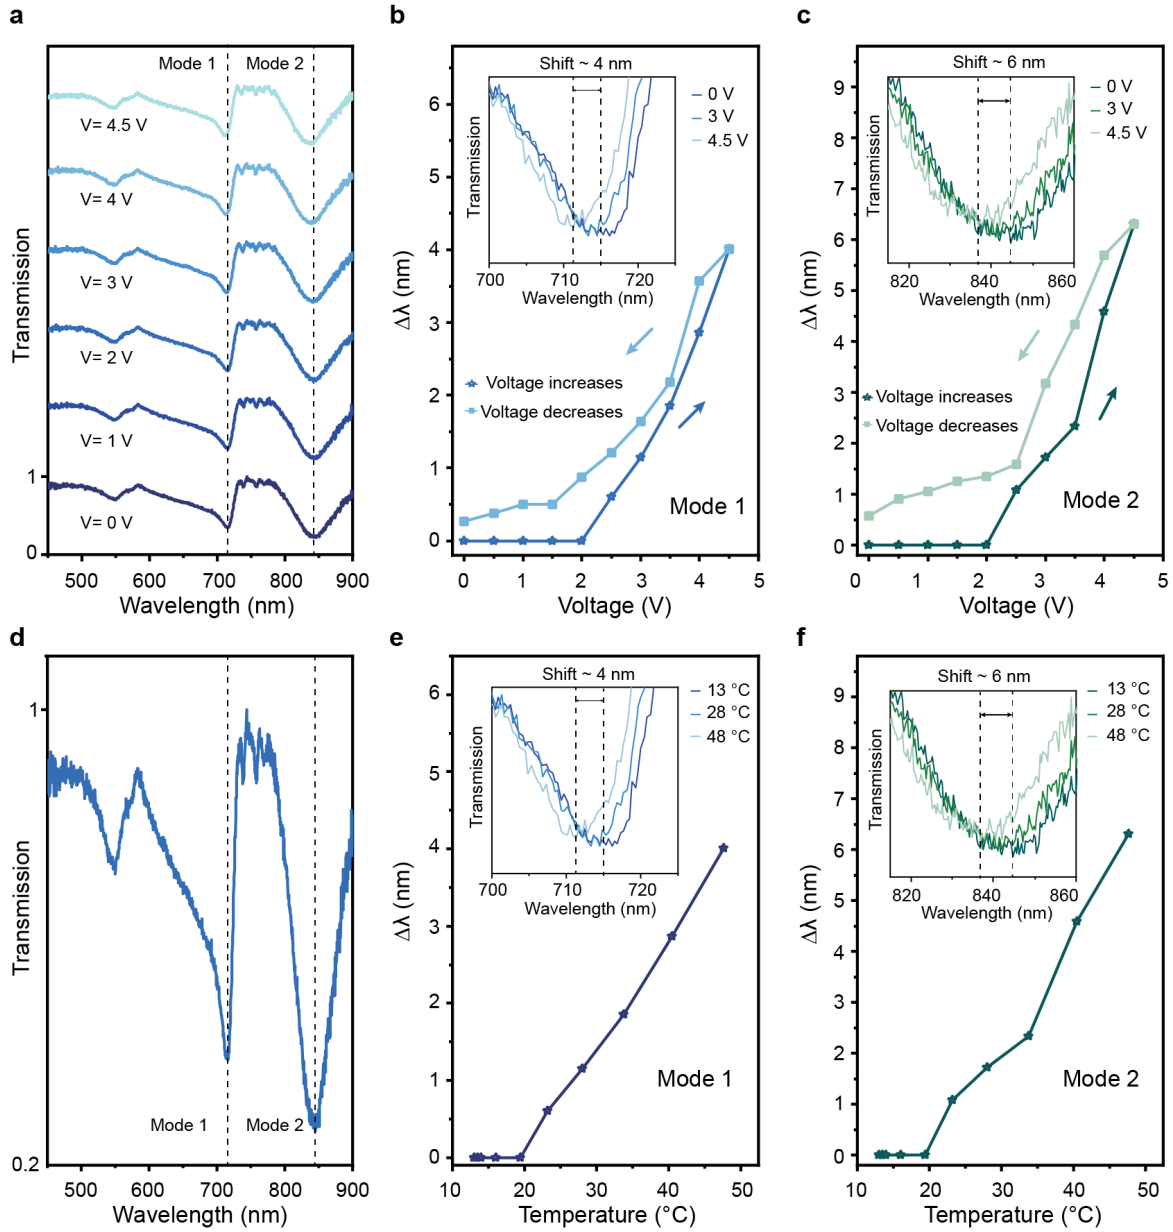 a
Mode 1
Mode 2
V= 4.5 V
V= 4 V
V= 3 V
V= 2 V
V= 1 V
V= 0 V
Transmission
1
0
500
600
700
800
900
Wavelength (nm)
b
Shift ~ 4 nm
0 V
3 V
4.5 V
Transmission
700
710
720
Wavelength (nm)
Voltage increases
Voltage decreases
Mode 1
Δλ (nm)
6
5
4
3
2
1
0
0
1
2
3
4
5
Voltage (V)
c
Shift ~ 6 nm
0 V
3 V
4.5 V
Transmission
820
840
860
Wavelength (nm)
Voltage increases
Voltage decreases
Mode 2
Δλ (nm)
9
8
7
6
5
4
3
2
1
0
0
1
2
3
4
5
Voltage (V)
d
Transmission
1
0.2
Mode 1
Mode 2
500
600
700
800
900
Wavelength (nm)
e
Shift ~ 4 nm
13 °C
28 °C
48 °C
Transmission
700
710
720
Wavelength (nm)
Mode 1
Δλ (nm)
6
5
4
3
2
1
0
10
20
30
40
50
Temperature (°C)
f
Shift ~ 6 nm
13 °C
28 °C
48 °C
Transmission
820
840
860
Wavelength (nm)
Mode 2
Δλ (nm)
9
8
7
6
5
4
3
2
1
0
10
20
30
40
50
Temperature (°C)